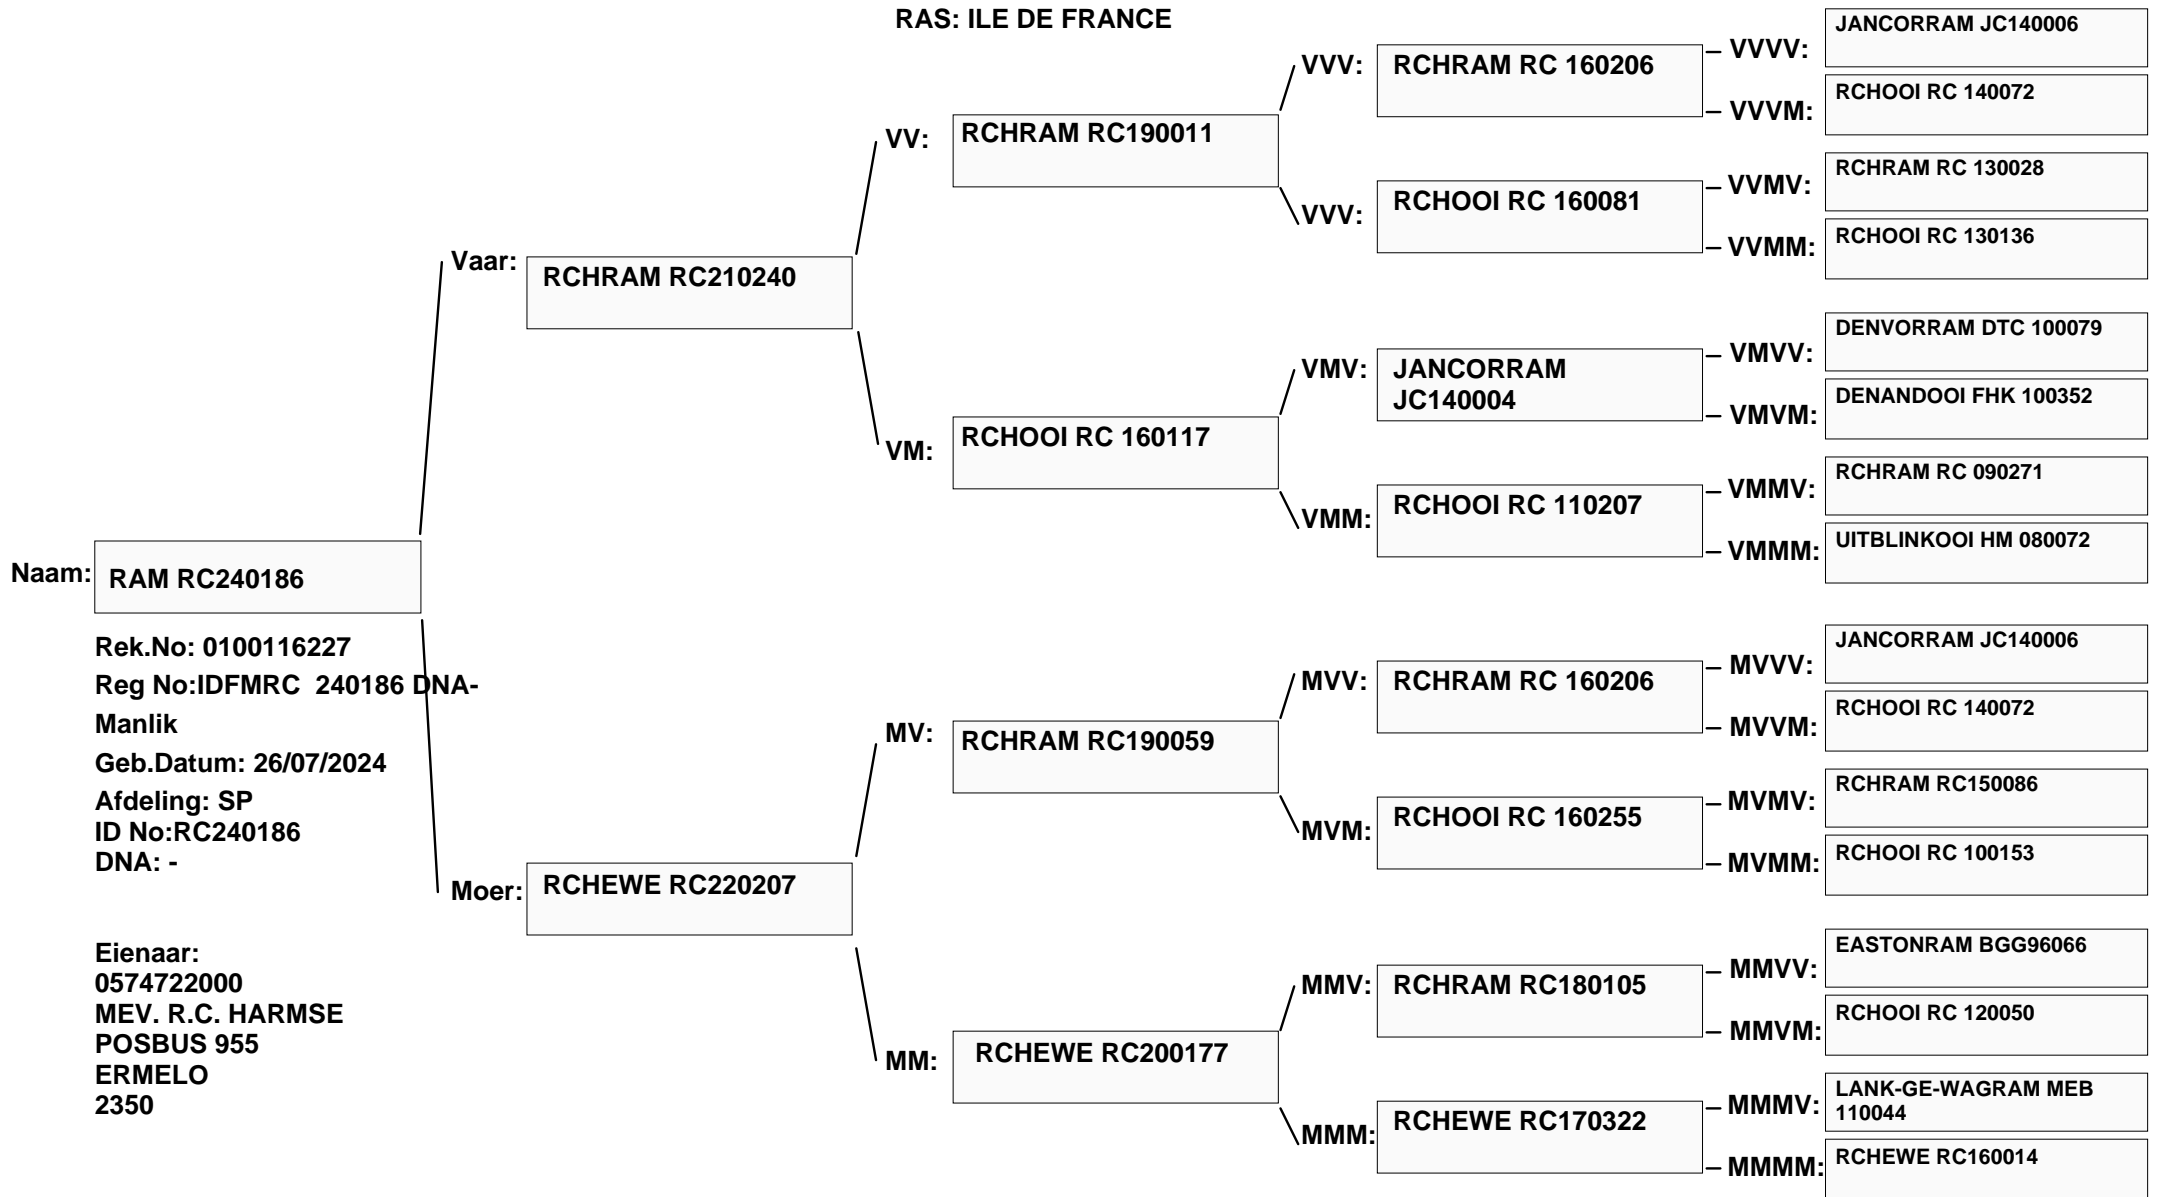 RAS: ILE DE FRANCE
Naam:
RAM RC240186
Rek.No: 0100116227
Reg No:IDFMRC  240186 DNA-
Manlik
Geb.Datum: 26/07/2024
Afdeling: SP
ID No:RC240186
DNA: -
Eienaar:
0574722000
MEV. R.C. HARMSE
POSBUS 955
ERMELO
2350
Vaar:
RCHRAM RC210240
Moer:
RCHEWE RC220207
VV:
RCHRAM RC190011
VM:
RCHOOI RC 160117
MV:
RCHRAM RC190059
MM:
RCHEWE RC200177
VVV:
RCHRAM RC 160206
VVV:
RCHOOI RC 160081
VMV:
JANCORRAM
JC140004
VMM:
RCHOOI RC 110207
MVV:
RCHRAM RC 160206
MVM:
RCHOOI RC 160255
MMV:
RCHRAM RC180105
MMM:
RCHEWE RC170322
VVVV:
JANCORRAM JC140006
VVVM:
RCHOOI RC 140072
VVMV:
RCHRAM RC 130028
VVMM:
RCHOOI RC 130136
VMVV:
DENVORRAM DTC 100079
VMVM:
DENANDOOI FHK 100352
VMMV:
RCHRAM RC 090271
VMMM:
UITBLINKOOI HM 080072
MVVV:
JANCORRAM JC140006
MVVM:
RCHOOI RC 140072
MVMV:
RCHRAM RC150086
MVMM:
RCHOOI RC 100153
MMVV:
EASTONRAM BGG96066
MMVM:
RCHOOI RC 120050
MMMV:
LANK-GE-WAGRAM MEB
110044
MMMM:
RCHEWE RC160014